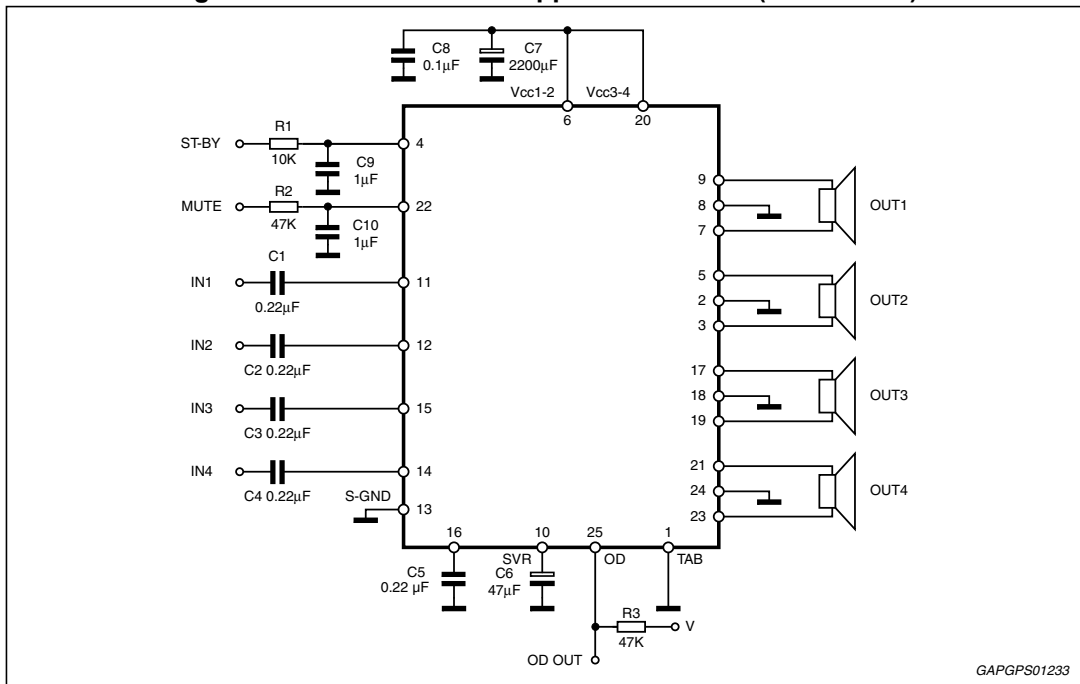 C8
0.1µF
C7
2200µF
Vcc1-2
Vcc3-4
6
20
ST-BY
R1
10K
4
C9
1µF
MUTE
R2
47K
22
C10
1µF
IN1
C1
0.22µF
11
IN2
C2 0.22µF
12
IN3
C3 0.22µF
15
IN4
C4 0.22µF
14
S-GND
13
9
8
7
OUT1
5
2
3
OUT2
17
18
19
OUT3
21
24
23
OUT4
16
10
25
1
SVR
OD
TAB
C5
0.22 µF
C6
47µF
R3
47K
V
OD OUT
GAPGPS01233